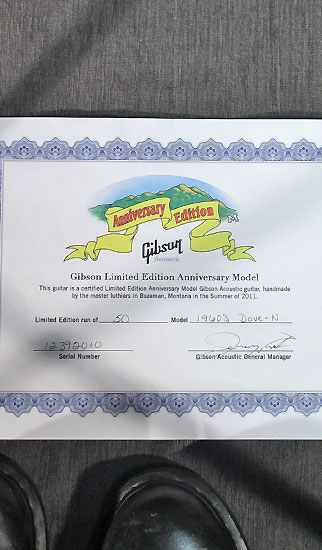 Anniversary Edition
M
Gibson
Acoustic
Gibson Limited Edition Anniversary Model
This guitar is a certified Limited Edition Anniversary Model Gibson Acoustic guitar, handmade
by the master luthiers in Bozeman, Montana in the Summer of 2011.
Limited Edition run of 50 Model 1960's Dove-N
12392010
Serial Number Gibson Acoustic General Manager